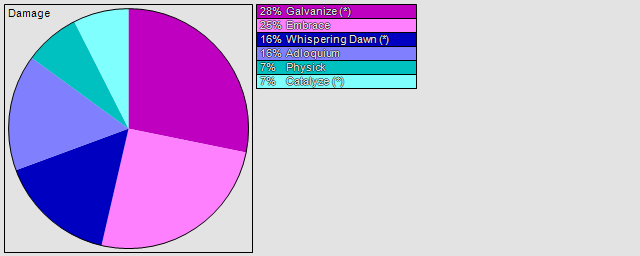 Damage
28% Galvanize (*)
25% Embrace
16% Whispering Dawn (*)
16% Adloquium
7% Physick
7% Catalyze (*)